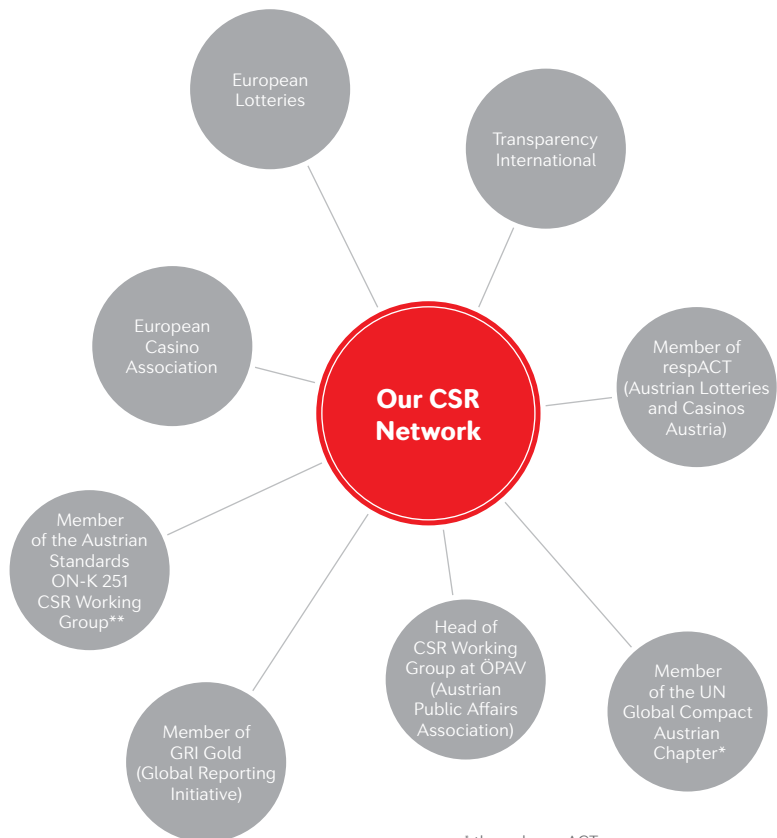 European
Lotteries
Transparency
International
European
Casino
Association
Member of
respACT
(Austrian Lotteries
and Casinos
Austria)
Our CSR
Network
Member
of the Austrian
Standards
ON-K 251
CSR Working
Group**
Head of
CSR Working
Group at ÖPAV
(Austrian
Public Affairs
Association)
Member
of the UN
Global Compact
Austrian
Chapter*
Member of
GRI Gold
(Global Reporting
Initiative)